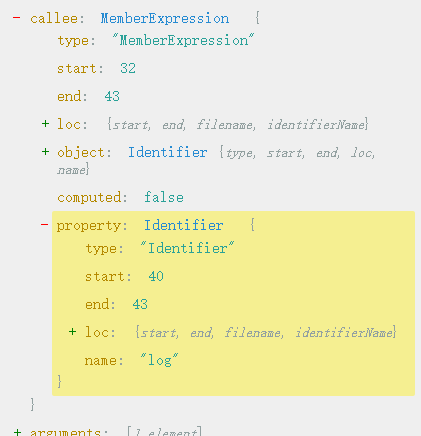 - callee: MemberExpression {
type: "MemberExpression"
start: 32
end: 43
+ loc: {start, end, filename, identifierName}
+ object: Identifier {type, start, end, loc,
name}
computed: false
- property: Identifier {
type: "Identifier"
start: 40
end: 43
+ loc: {start, end, filename, identifierName}
name: "log"
}
}
+ arguments: [1 element]